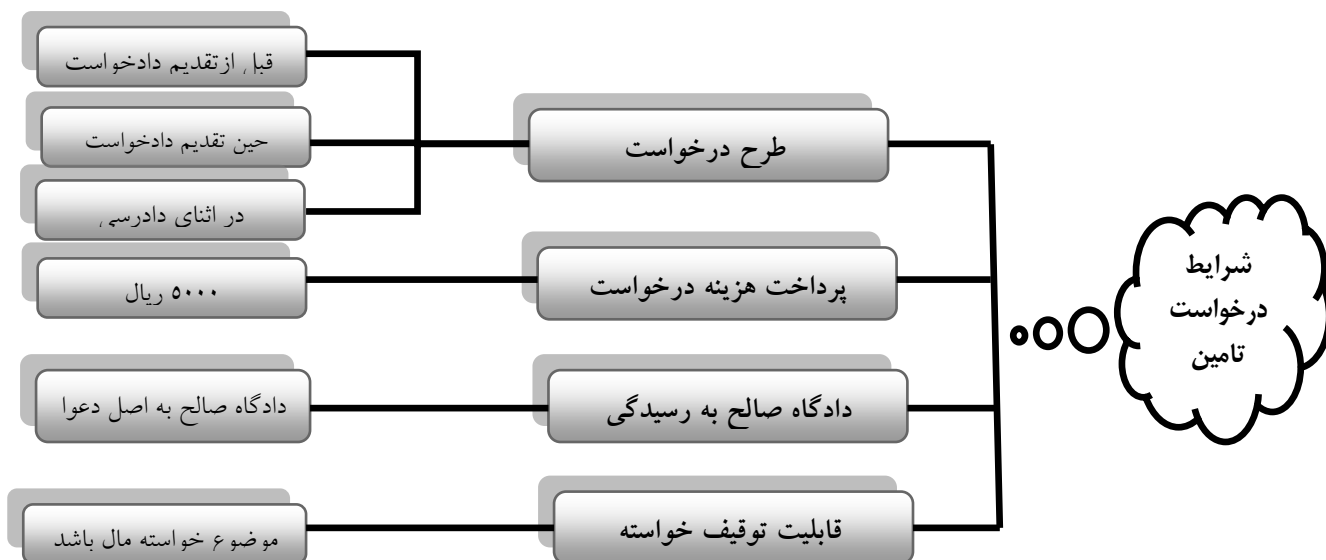 شرایط
درخواست
تامین
طرح درخواست
قبل ازتقدیم دادخواست
حین تقدیم دادخواست
در اثنای دادرسی
پرداخت هزینه درخواست
۵۰۰۰ ریال
دادگاه صالح به رسیدگی
دادگاه صالح به اصل دعوا
قابلیت توقیف خواسته
موضوع خواسته مال باشد